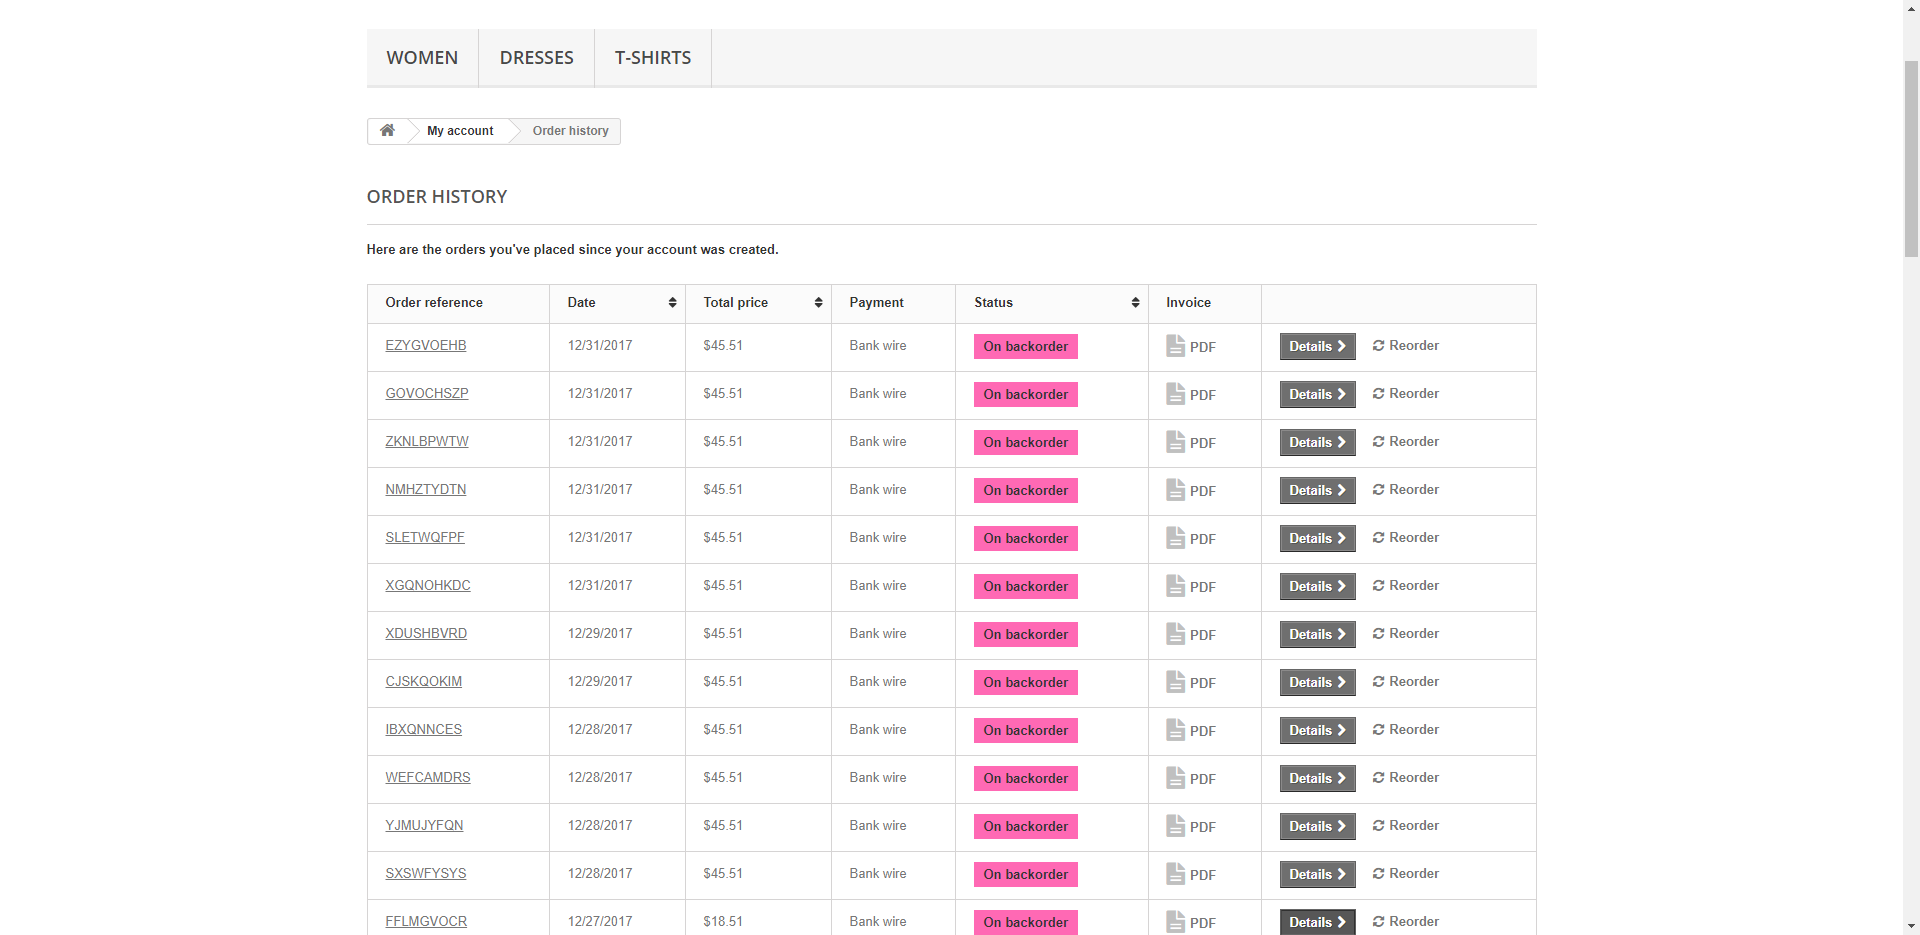 WOMEN DRESSES T-SHIRTS
My account Order history
ORDER HISTORY
Here are the orders you've placed since your account was created.
Order reference Date Total price Payment Status Invoice
EZYGVOEHB 12/31/2017 $45.51 Bank wire On backorder PDF Details Reorder
GOVOCHSZP 12/31/2017 $45.51 Bank wire On backorder PDF Details Reorder
ZKNLBPWTW 12/31/2017 $45.51 Bank wire On backorder PDF Details Reorder
NMHZTYDTN 12/31/2017 $45.51 Bank wire On backorder PDF Details Reorder
SLETWQFPF 12/31/2017 $45.51 Bank wire On backorder PDF Details Reorder
XGQNOHKDC 12/31/2017 $45.51 Bank wire On backorder PDF Details Reorder
XDUSHBVRD 12/29/2017 $45.51 Bank wire On backorder PDF Details Reorder
CJSKQOKIM 12/29/2017 $45.51 Bank wire On backorder PDF Details Reorder
IBXQNNCES 12/28/2017 $45.51 Bank wire On backorder PDF Details Reorder
WEFCAMDRS 12/28/2017 $45.51 Bank wire On backorder PDF Details Reorder
YJMUJYFQN 12/28/2017 $45.51 Bank wire On backorder PDF Details Reorder
SXSWFYSYS 12/28/2017 $45.51 Bank wire On backorder PDF Details Reorder
FFLMGVOCR 12/27/2017 $18.51 Bank wire On backorder PDF Details Reorder